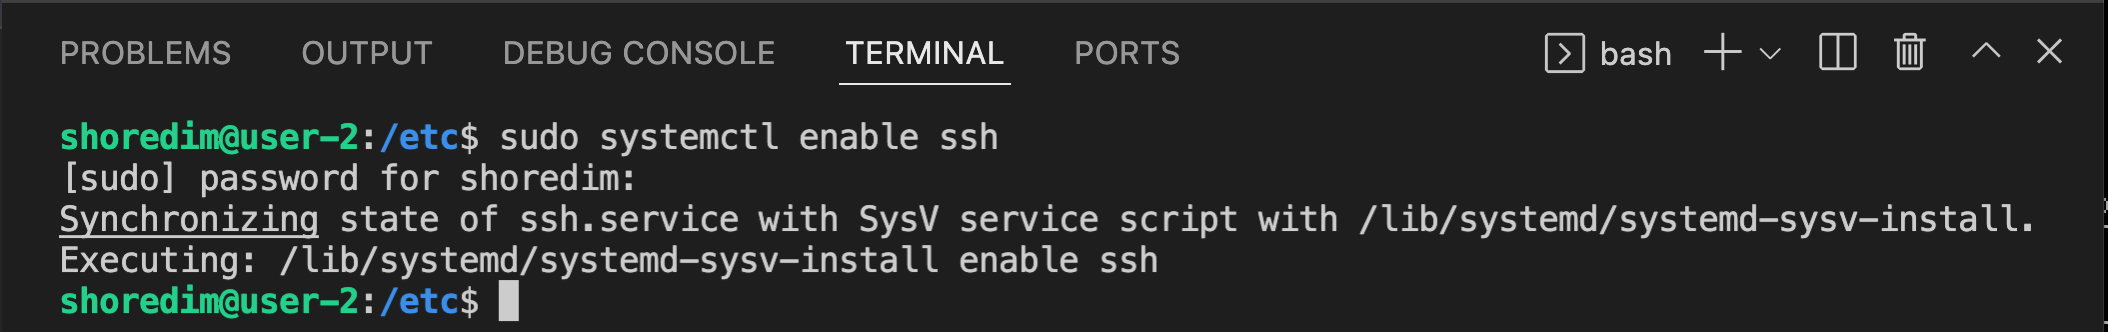 PROBLEMS OUTPUT DEBUG CONSOLE TERMINAL PORTS bash
shoredim@user-2:/etc$ sudo systemctl enable ssh
[sudo] password for shoredim:
Synchronizing state of ssh.service with SysV service script with /lib/systemd/systemd-sysv-install.
Executing: /lib/systemd/systemd-sysv-install enable ssh
shoredim@user-2:/etc$